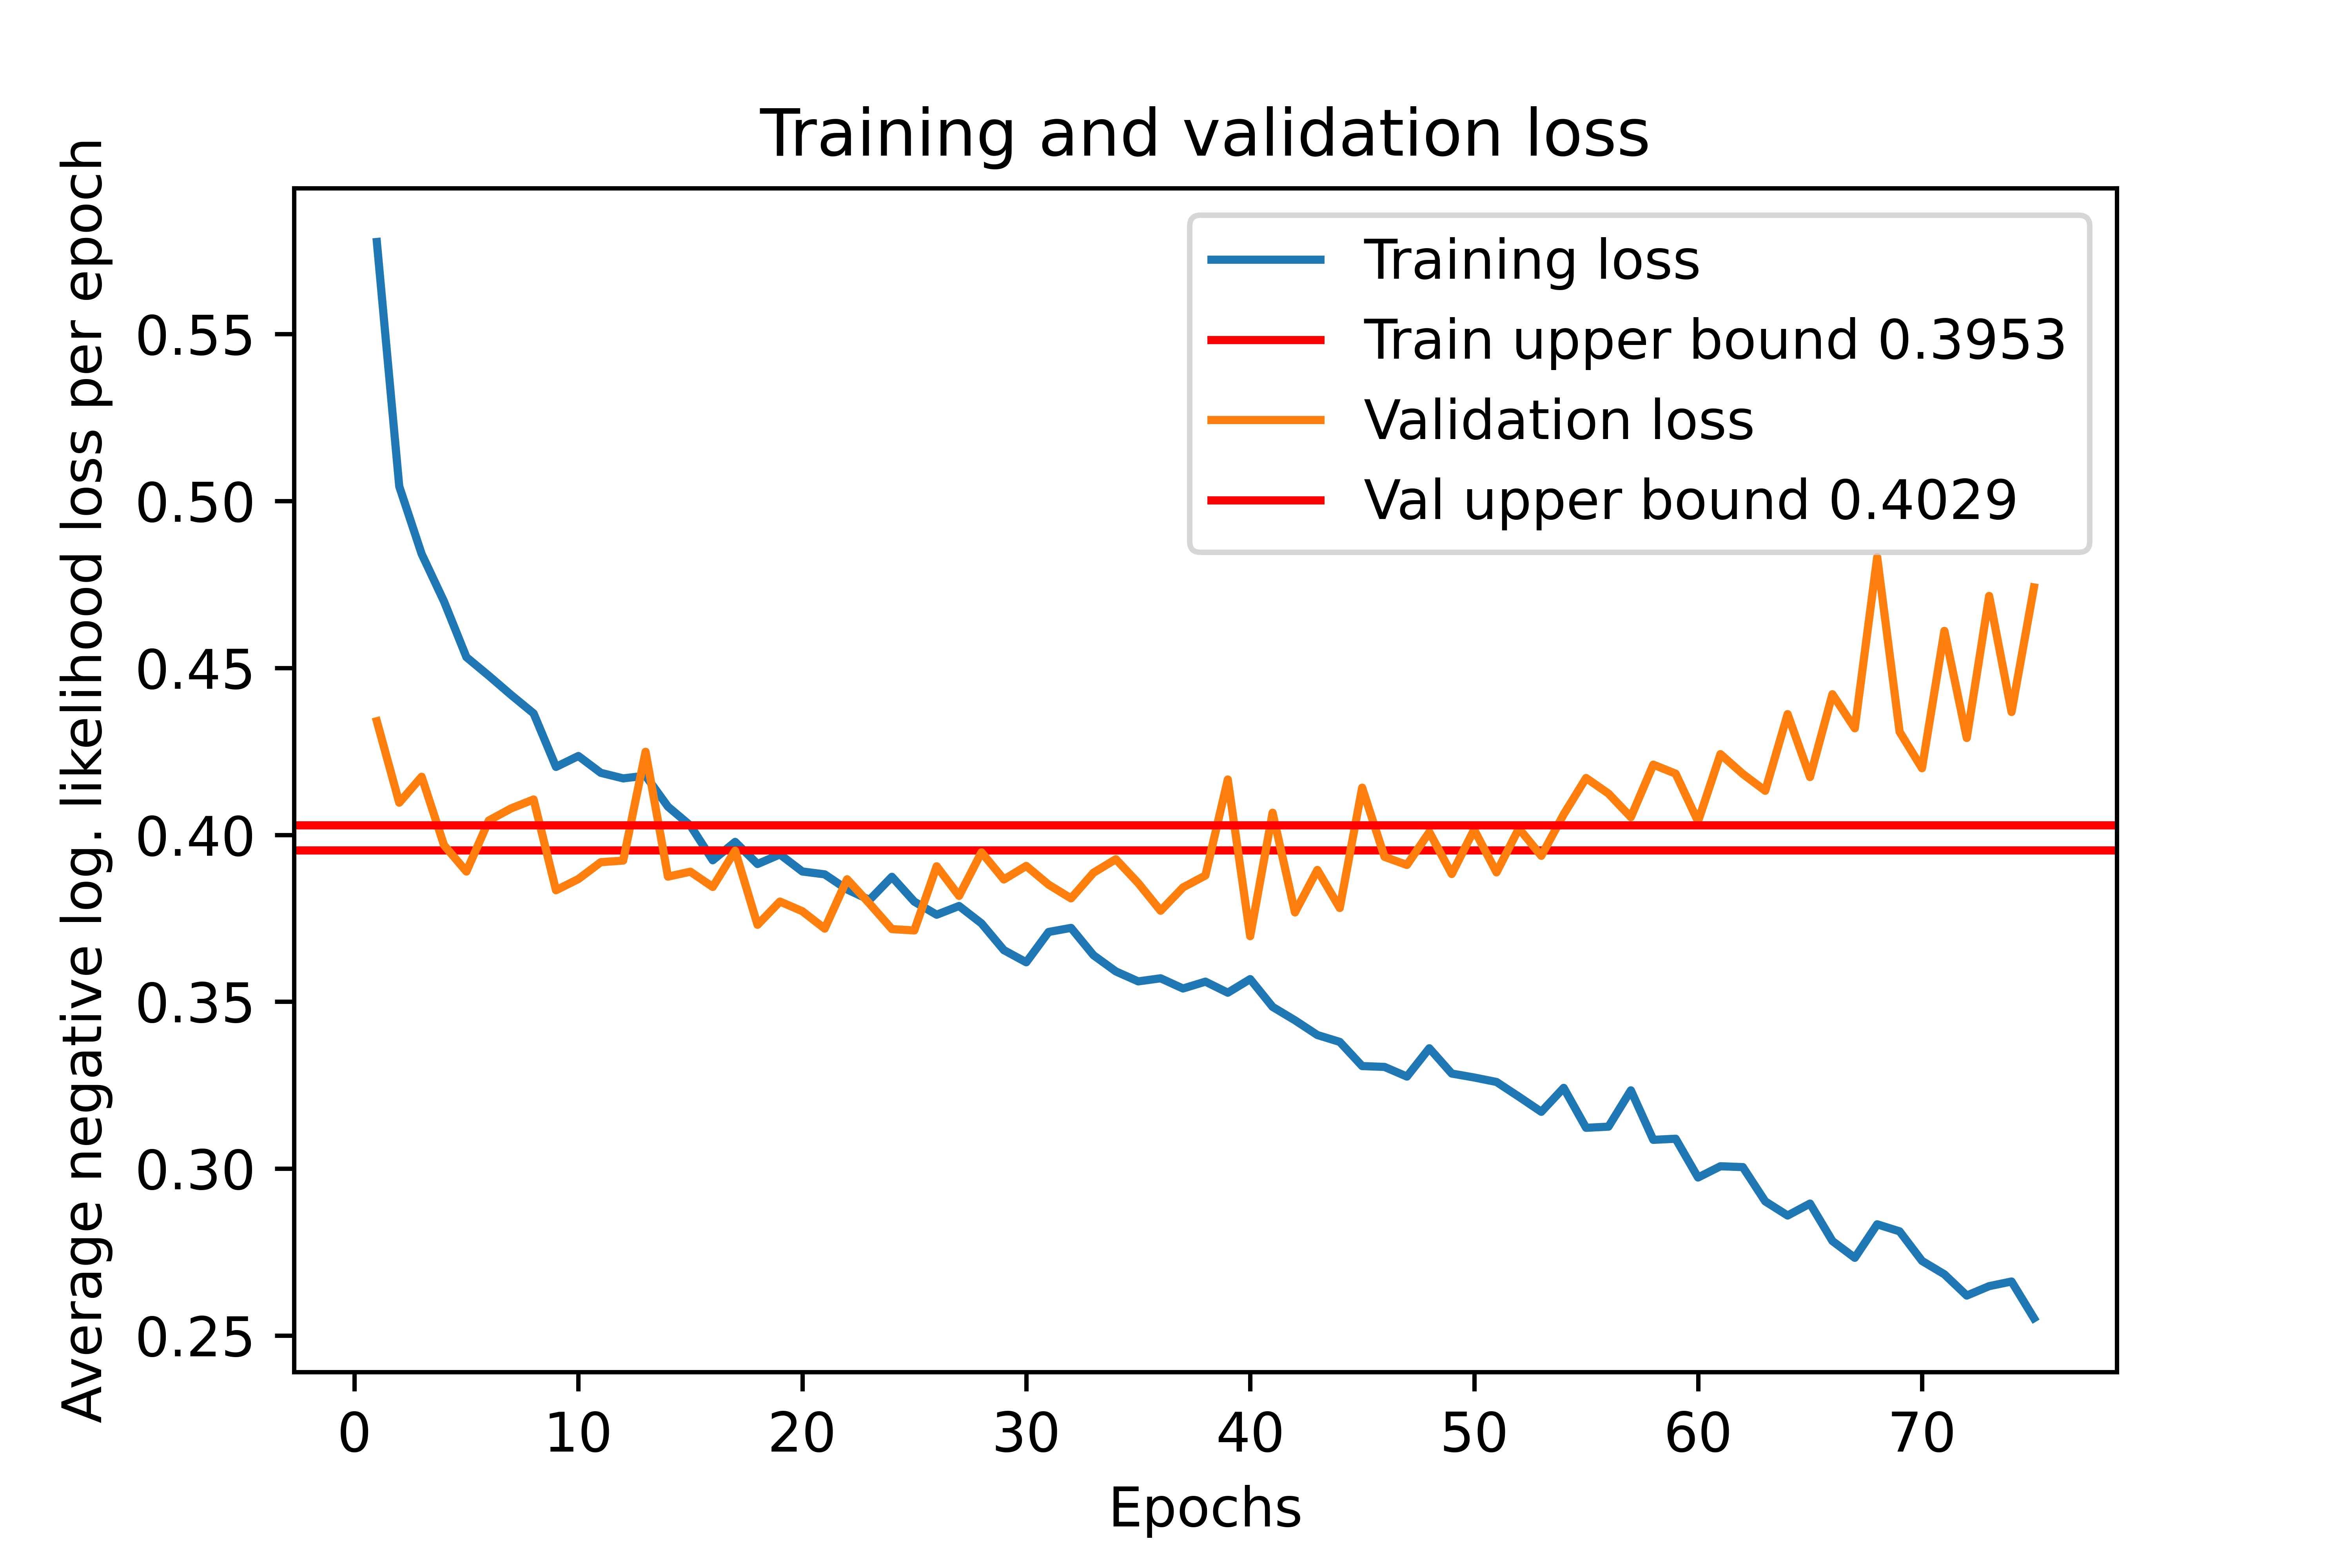 Training and validation loss
Average negative log. likelihood loss per epoch
0.55
0.50
0.45
0.40
0.35
0.30
0.25
Training loss
Train upper bound 0.3953
Validation loss
Val upper bound 0.4029
0 10 20 30 40 50 60 70
Epochs